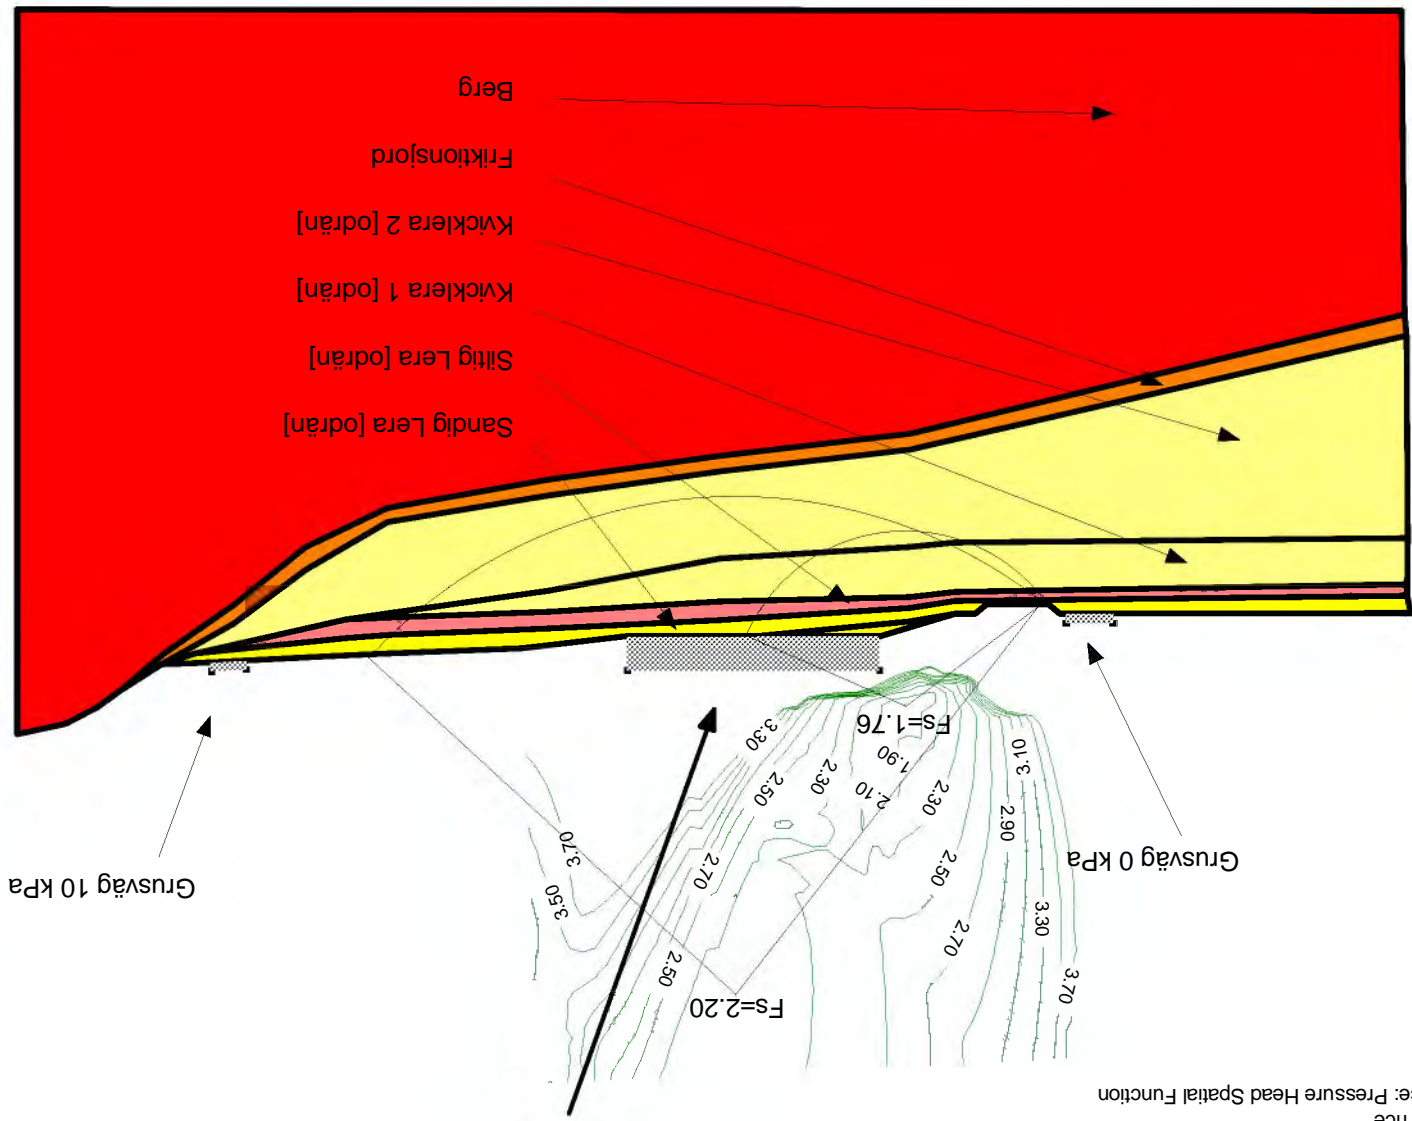 nce
ce: Pressure Head Spatial Function
Fs=2.20
3.70
2.50
2.70
3.30
3.50
Grusväg 10 kPa
2.70
2.50
Grusväg 0 kPa
3.70
2.90
2.30
2.10
2.50
2.30
3.10
1.90
3.30
Fs=1.76
Sandig Lera [odrän]
Siltig Lera [odrän]
Kvicklera 1 [odrän]
Kvicklera 2 [odrän]
Friktionsjord
Berg